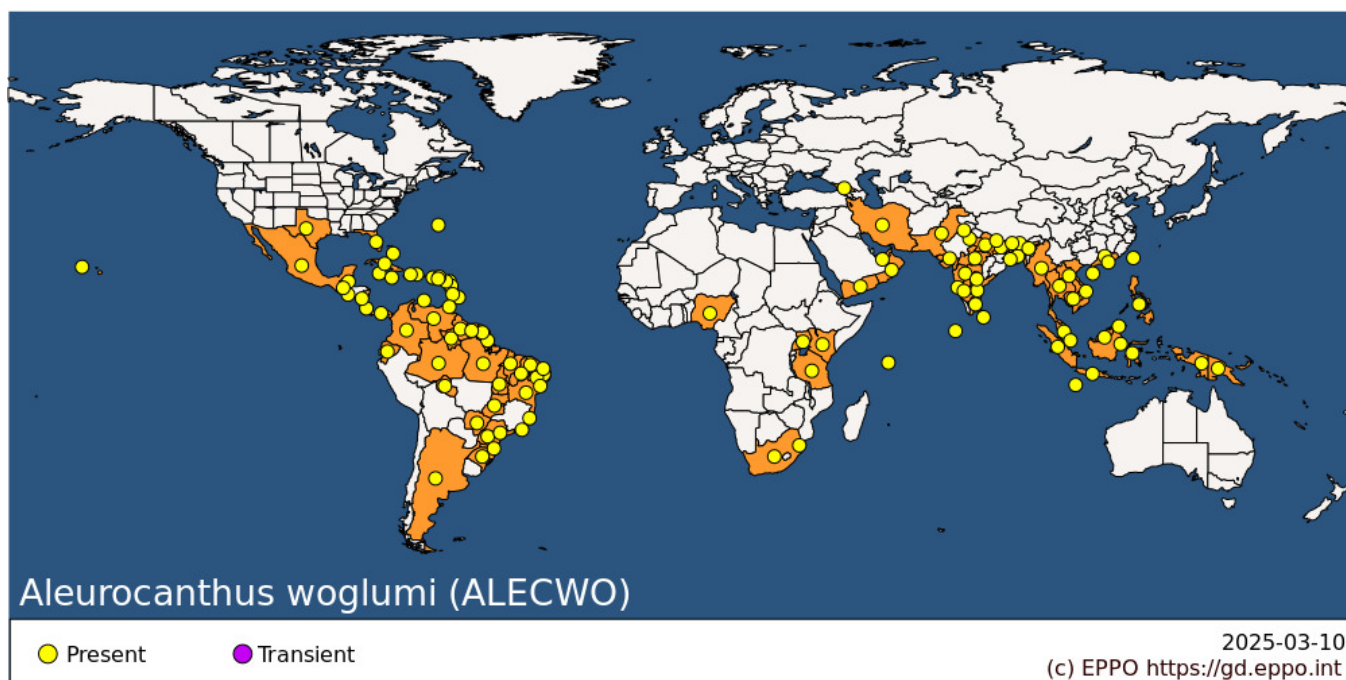 Aleurocanthus woglumi (ALECWO)
Present
Transient
2025-03-10
(c) EPPO https://gd.eppo.int